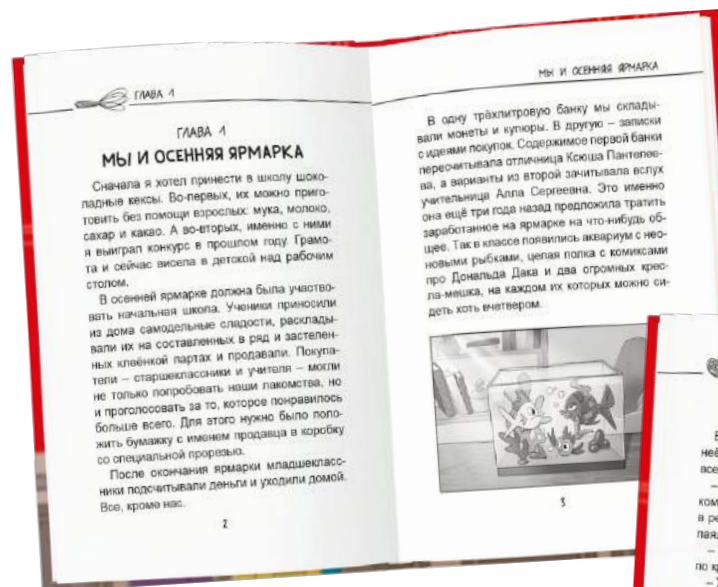 ГЛАВА 1
ГЛАВА 1
МЫ И ОСЕННЯЯ ЯРМАРКА
Сначала я хотел принести в школу шоко-
ладные кексы. Во-первых, их можно приго-
товить без помощи взрослых: мука, молоко,
сахар и какао. А во-вторых, именно с ними
я выиграл конкурс в прошлом году. Грамо-
та и сейчас висела в детской над рабочим
столом.
В осенней ярмарке должна была участво-
вать начальная школа. Ученики приносили
из дома самодельные сладости, расклады-
вали их на составленных в ряд и застелен-
ных клеёнкой партах и продавали. Покупа-
тели – старшеклассники и учителя – могли
не только попробовать наши лакомства, но
и проголосовать за то, которое понравилось
больше всего. Для этого нужно было поло-
жить бумажку с именем продавца в коробку
со специальной прорезью.
После окончания ярмарки младшекласс-
ники подсчитывали деньги и уходили домой.
Все, кроме нас.
2
МЫ И ОСЕННЯЯ ЯРМАРКА
В одну трёхлитровую банку мы склады-
вали монеты и купюры. В другую – записки
с идеями покупок. Содержимое первой банки
пересчитывала отличница Ксюша Пантелее-
ва, а варианты из второй зачитывала вслух
учительница Алла Сергеевна. Это именно
она ещё три года назад предложила тратить
заработанное на ярмарке на что-нибудь об-
щее. Так в классе появились аквариум с нео-
новыми рыбками, целая полка с комиксами
про Дональда Дака и два огромных крес-
ла-мешка, на каждом их которых можно си-
деть хоть вчетвером.
3